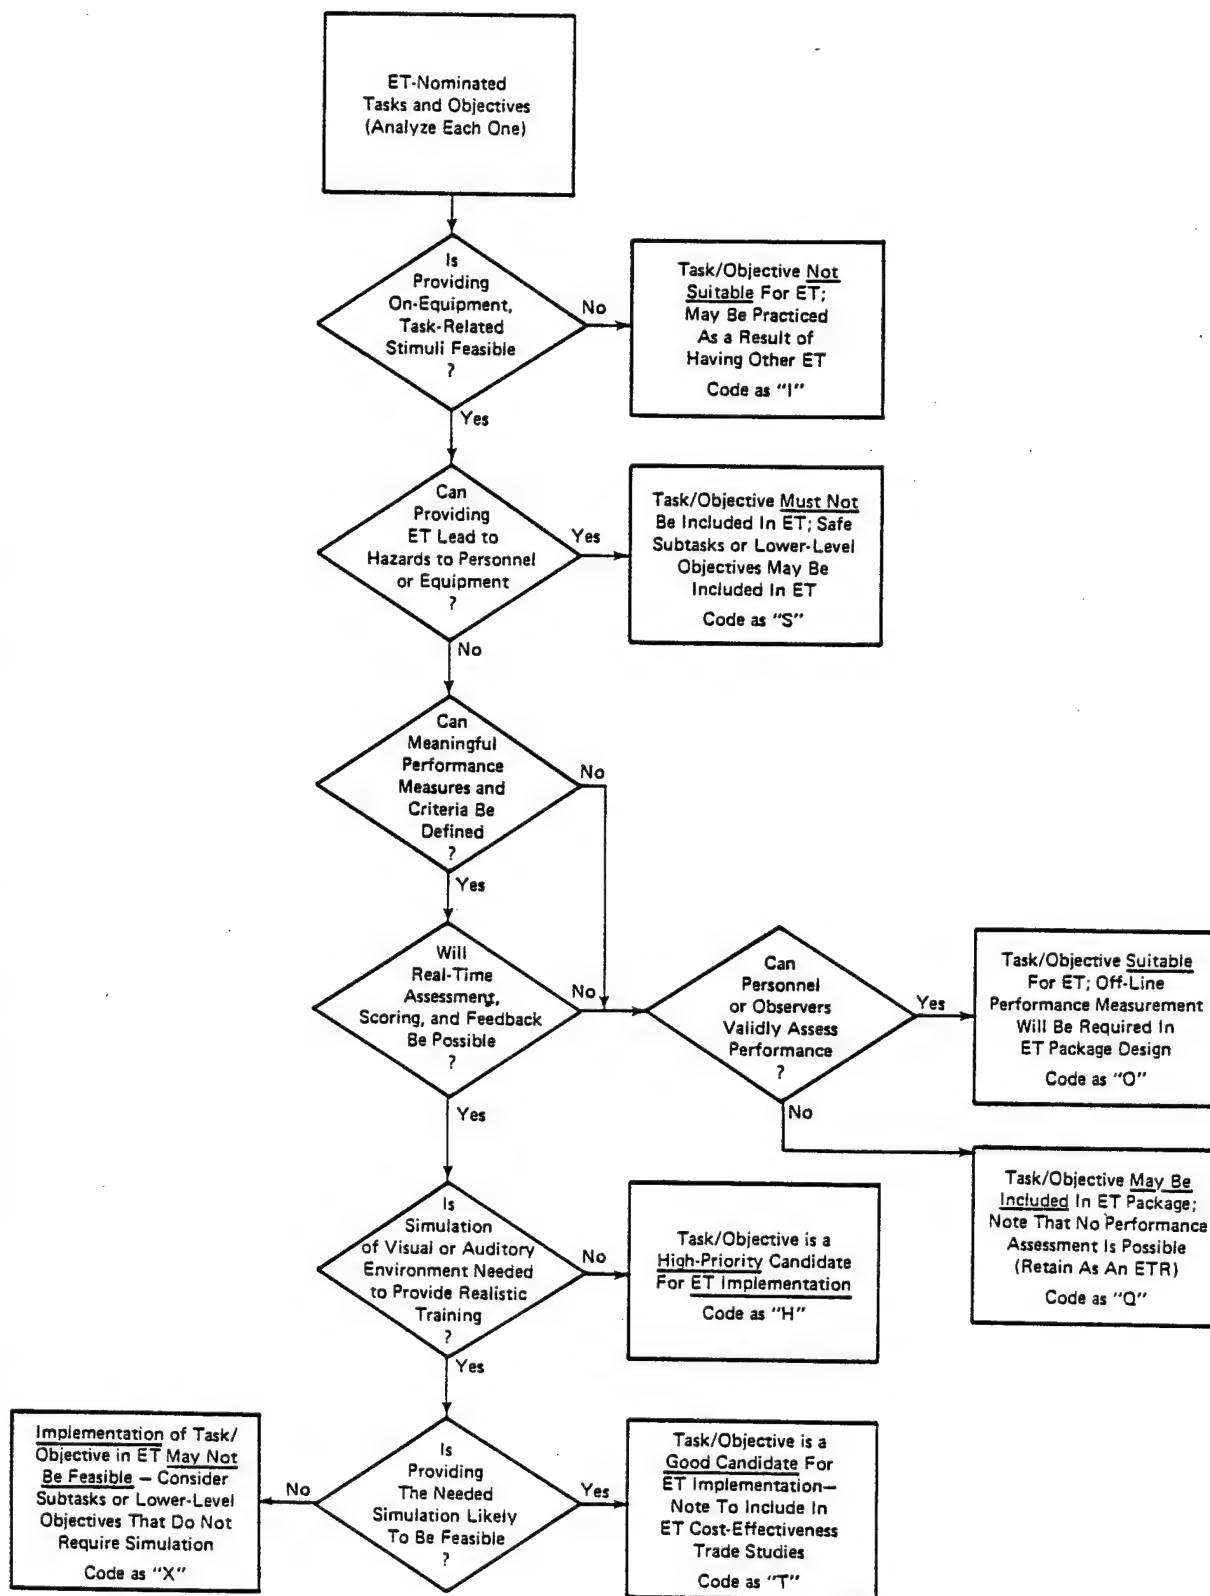 ET-Nominated
Tasks and Objectives
(Analyze Each One)
Is
Providing
On-Equipment,
Task-Related
Stimuli Feasible
?
No
Task/Objective Not
Suitable For ET;
May Be Practiced
As a Result of
Having Other ET
Code as "I"
Yes
Can
Providing
ET Lead to
Hazards to Personnel
or Equipment
?
Yes
Task/Objective Must Not
Be Included In ET; Safe
Subtasks or Lower-Level
Objectives May Be
Included In ET
Code as "S"
No
Can
Meaningful
Performance
Measures and
Criteria Be
Defined
?
No
Yes
Will
Real-Time
Assessment,
Scoring, and Feedback
Be Possible
?
No
Can
Personnel
or Observers
Validly Assess
Performance
?
Yes
Task/Objective Suitable
For ET; Off-Line
Performance Measurement
Will Be Required In
ET Package Design
Code as "O"
No
Task/Objective May Be
Included In ET Package;
Note That No Performance
Assessment Is Possible
(Retain As An ETR)
Code as "Q"
Yes
Is
Simulation
of Visual or Auditory
Environment Needed
to Provide Realistic
Training
?
No
Task/Objective is a
High-Priority Candidate
For ET Implementation
Code as "H"
Yes
Is
Providing
The Needed
Simulation Likely
To Be Feasible
?
No
Implementation of Task/
Objective in ET May Not
Be Feasible — Consider
Subtasks or Lower-Level
Objectives That Do Not
Require Simulation
Code as "X"
Yes
Task/Objective is a
Good Candidate For
ET Implementation—
Note To Include In
ET Cost-Effectiveness
Trade Studies
Code as "T"